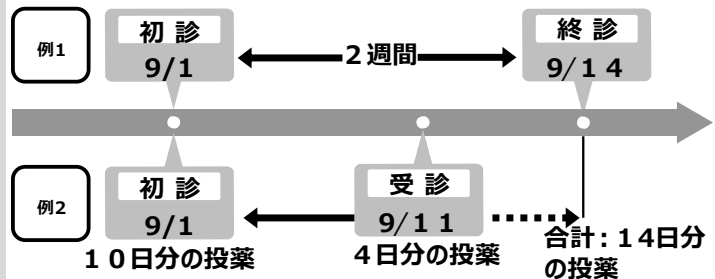 例1
初 診
9/1
２週間
終 診
9/１４
例2
初 診
9/1
１０日分の投薬
受 診
9/１１
４日分の投薬
合計：１4日分
の投薬